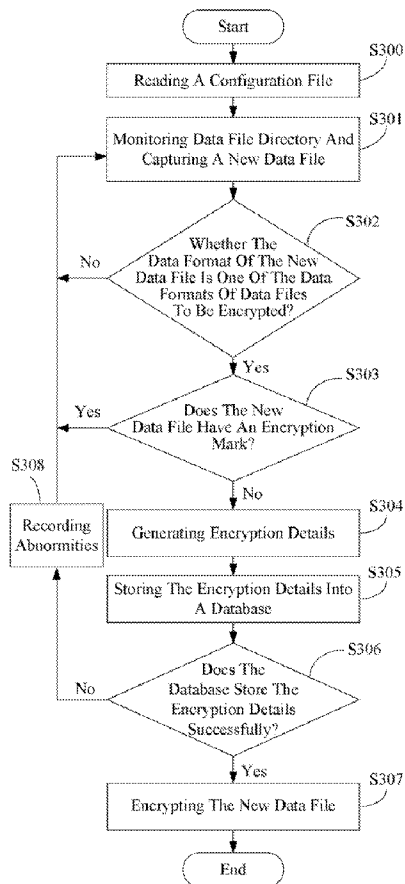 Start
S300
Reading A Configuration File
S301
Monitoring Data File Directory And
Capturing A New Data File
S302
Whether The
Data Format Of The New
Data File Is One Of The Data
Formats Of Data Files
To Be Encrypted?
No
Yes
S303
Does The New
Data File Have An Encryption
Mark?
Yes
No
S308
Recording
Abnormities
S304
Generating Encryption Details
S305
Storing The Encryption Details Into
A Database
S306
Does The
Database Store The
Encryption Details
Successfully?
No
Yes
S307
Encrypting The New Data File
End